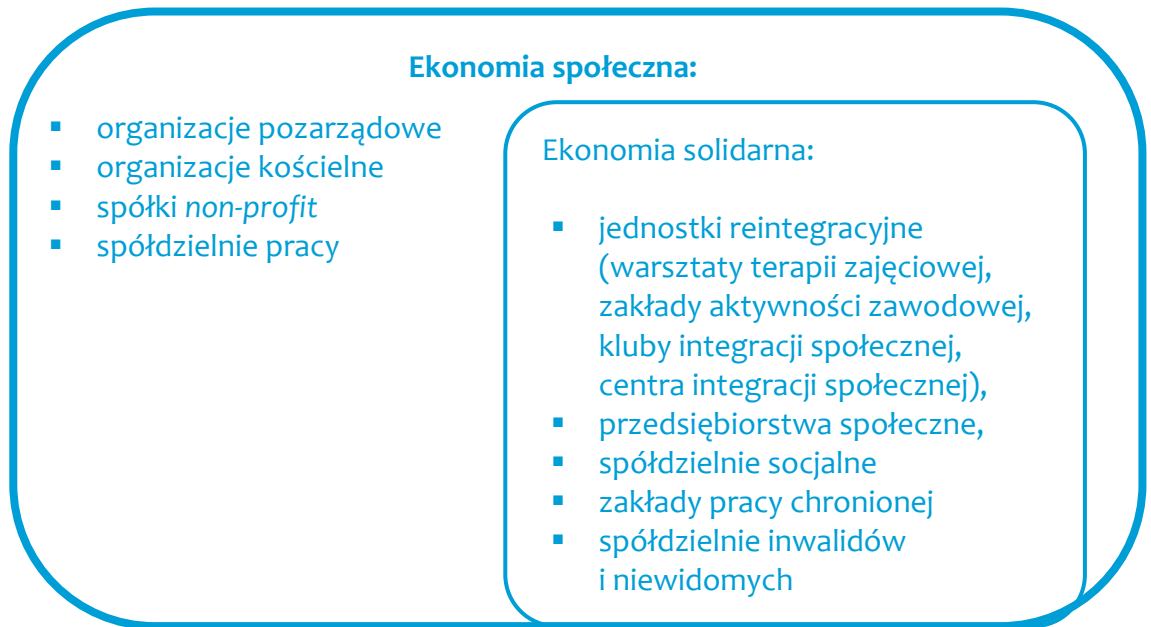 Ekonomia społeczna:
▪ organizacje pozarządowe
▪ organizacje kościelne
▪ spółki non-profit
▪ spółdzielnie pracy
Ekonomia solidarna:
▪ jednostki reintegracyjne
(warsztaty terapii zajęciowej,
zakłady aktywności zawodowej,
kluby integracji społecznej,
centra integracji społecznej),
▪ przedsiębiorstwa społeczne,
▪ spółdzielnie socjalne
▪ zakłady pracy chronionej
▪ spółdzielnie inwalidów
i niewidomych